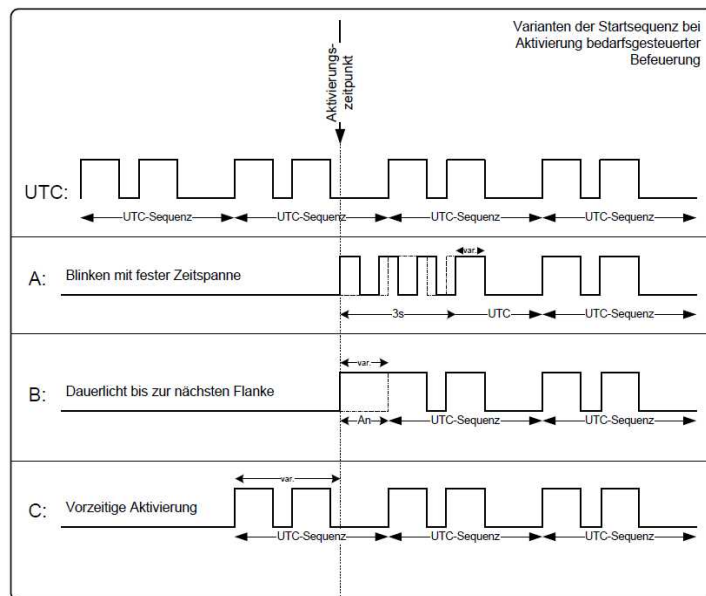 Varianten der Startsequenz bei
Aktivierung bedarfsgesteuerter
Befeuerung
Aktivierungs-
zeitpunkt
UTC:
UTC-Sequenz UTC-Sequenz UTC-Sequenz UTC-Sequenz
A: Blinken mit fester Zeitspanne
var.
3s UTC UTC-Sequenz
B: Dauerlicht bis zur nächsten Flanke
var.
An UTC-Sequenz UTC-Sequenz
C: Vorzeitige Aktivierung
var.
UTC-Sequenz UTC-Sequenz UTC-Sequenz